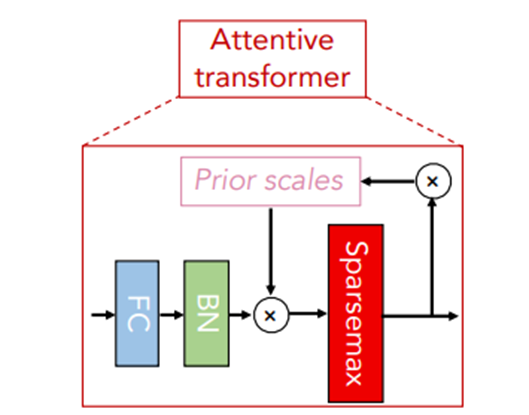 Attentive
transformer
Prior scales
×
FC
BN
×
Sparsemax